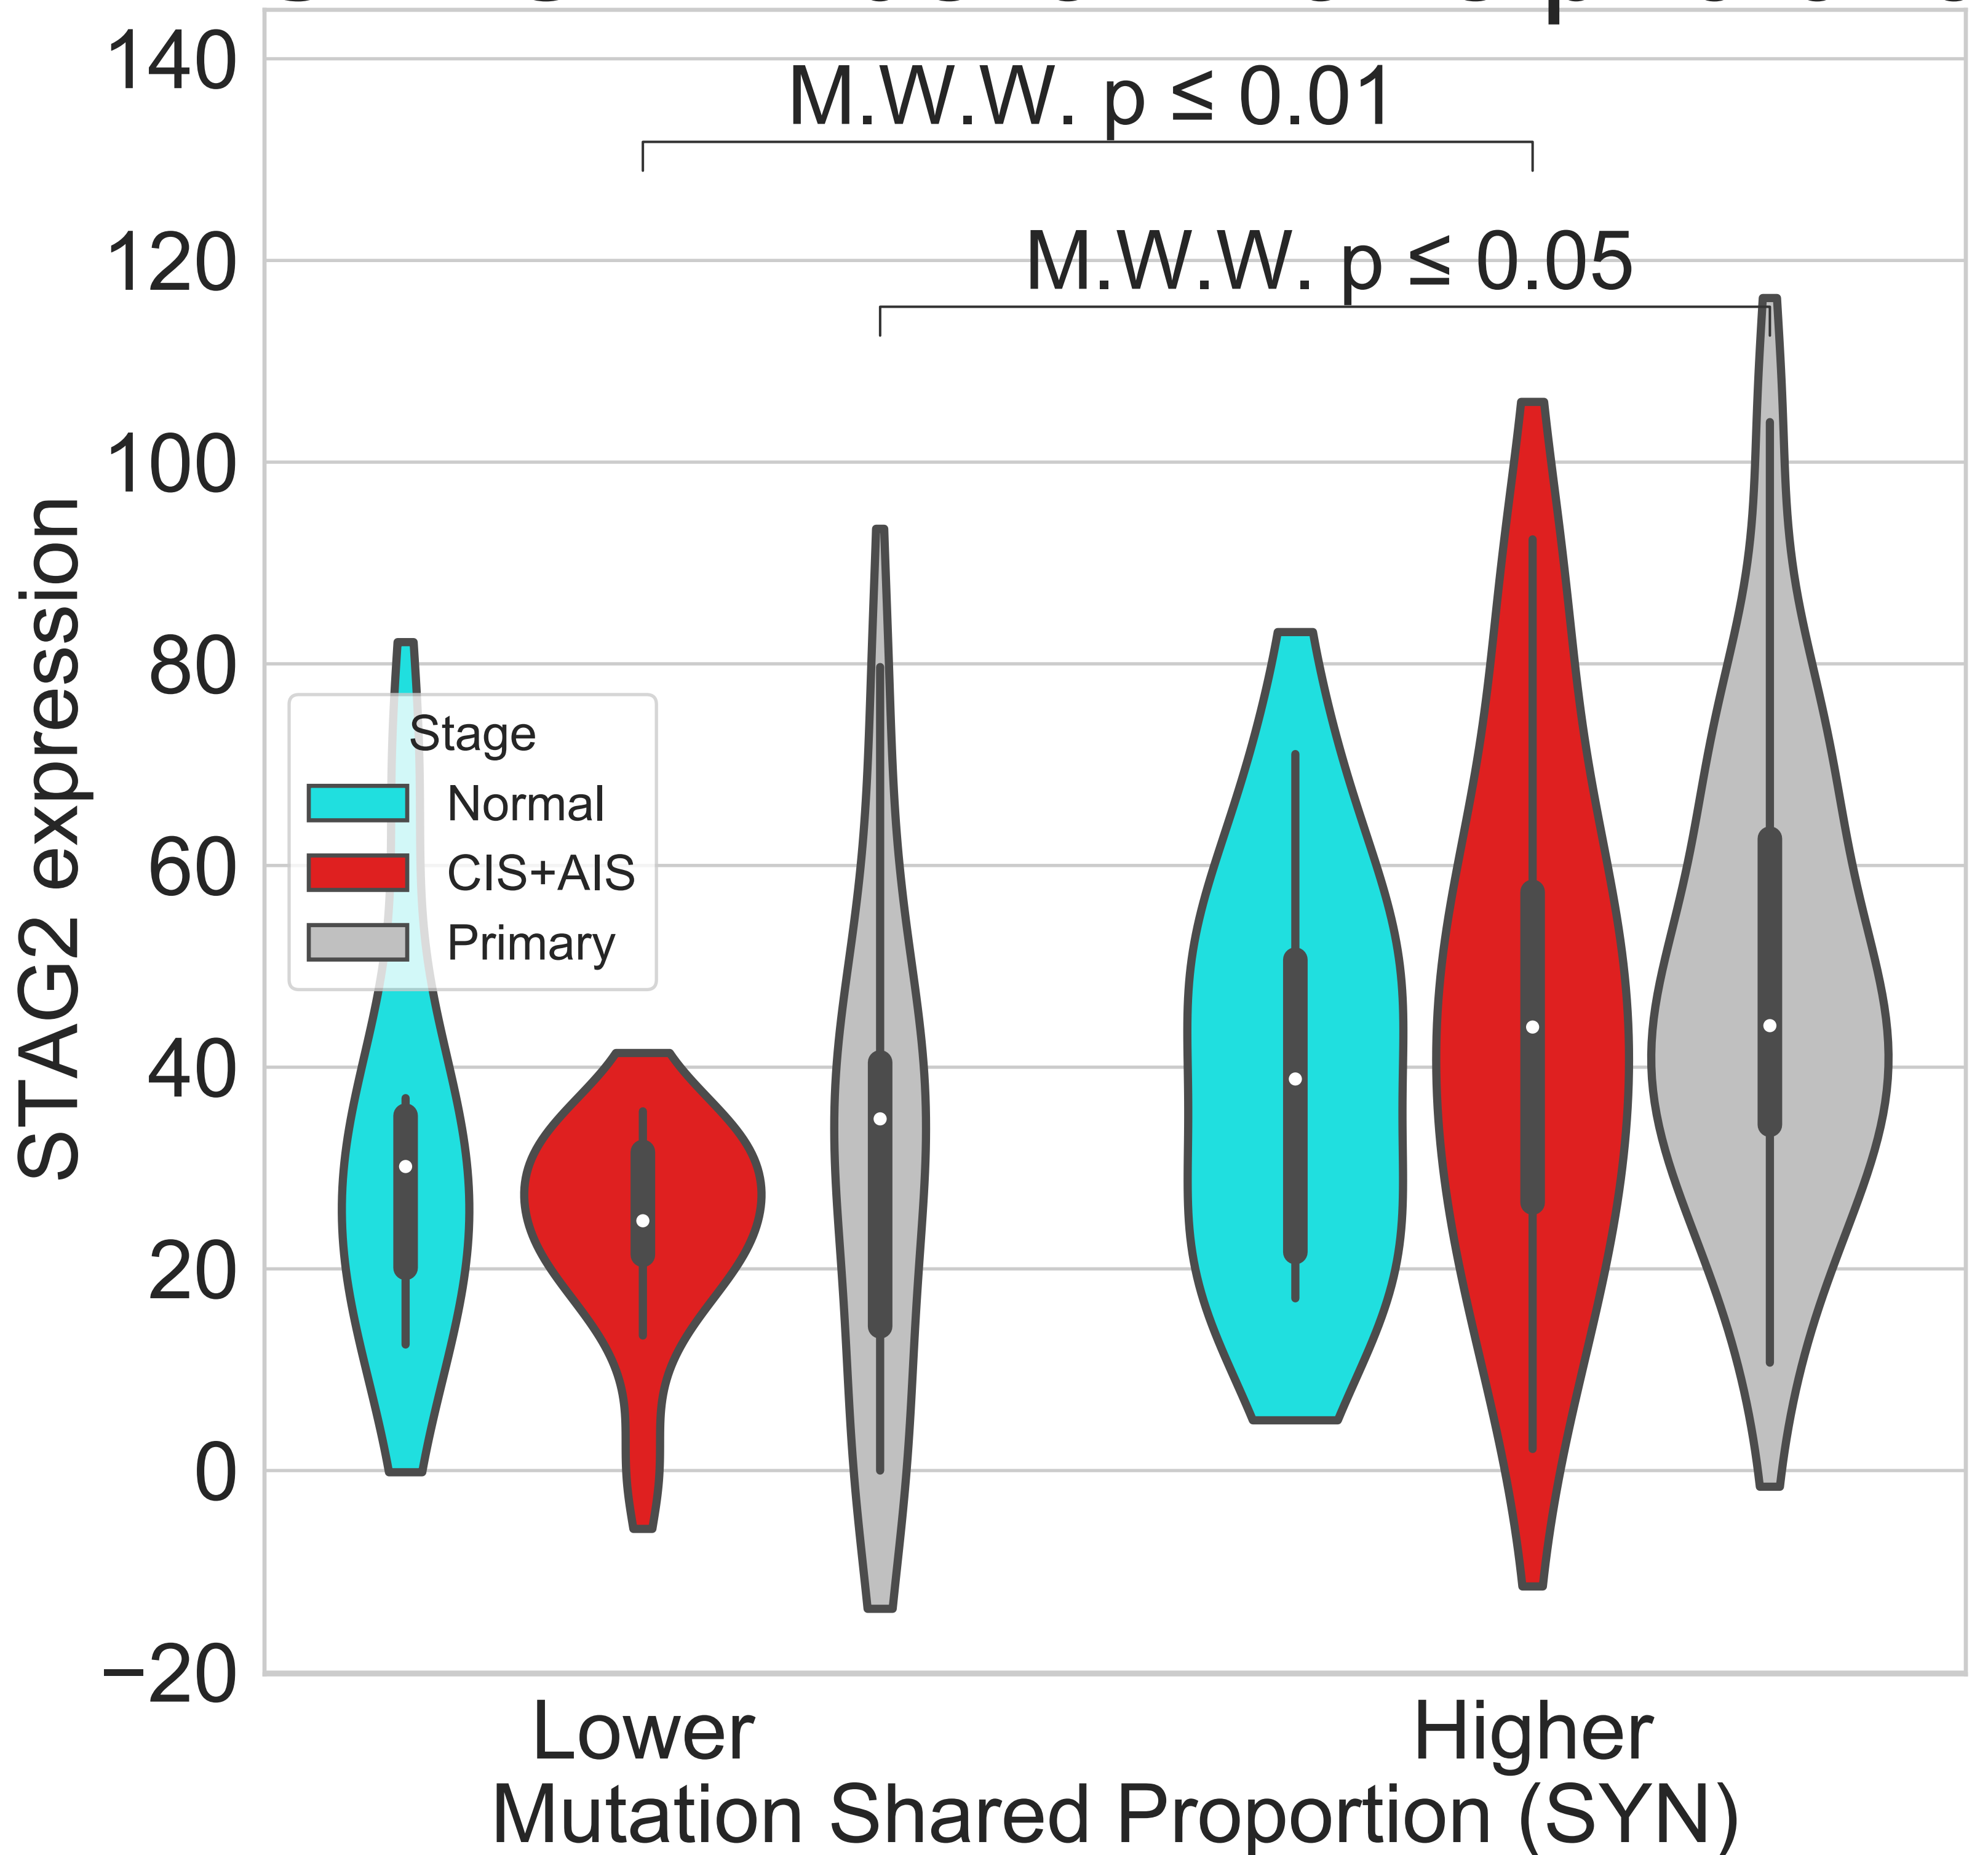 140
120
100
80
60
40
20
0
−20
STAG2 expression
M.W.W. p ≤ 0.01
M.W.W. p ≤ 0.05
Stage
Normal
CIS+AIS
Primary
Lower
Higher
Mutation Shared Proportion (SYN)